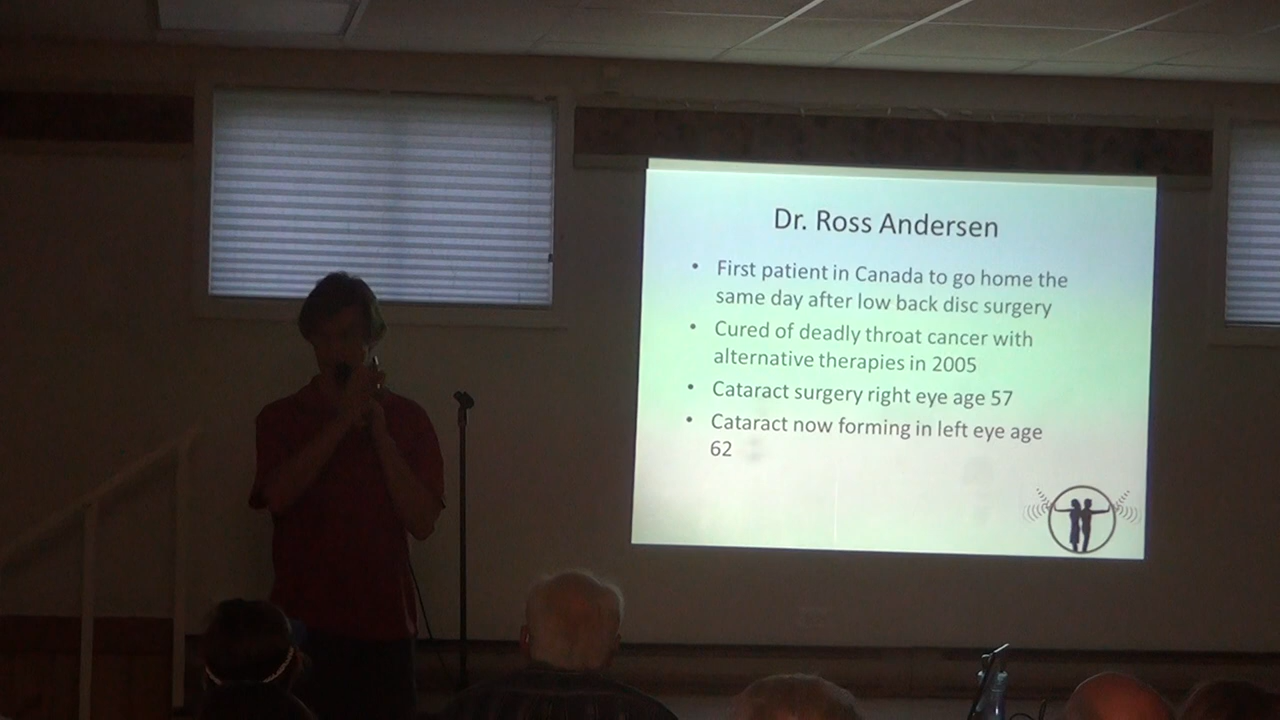 Dr. Ross Andersen
• First patient in Canada to go home the
same day after low back disc surgery
• Cured of deadly throat cancer with
alternative therapies in 2005
• Cataract surgery right eye age 57
• Cataract now forming in left eye age
62